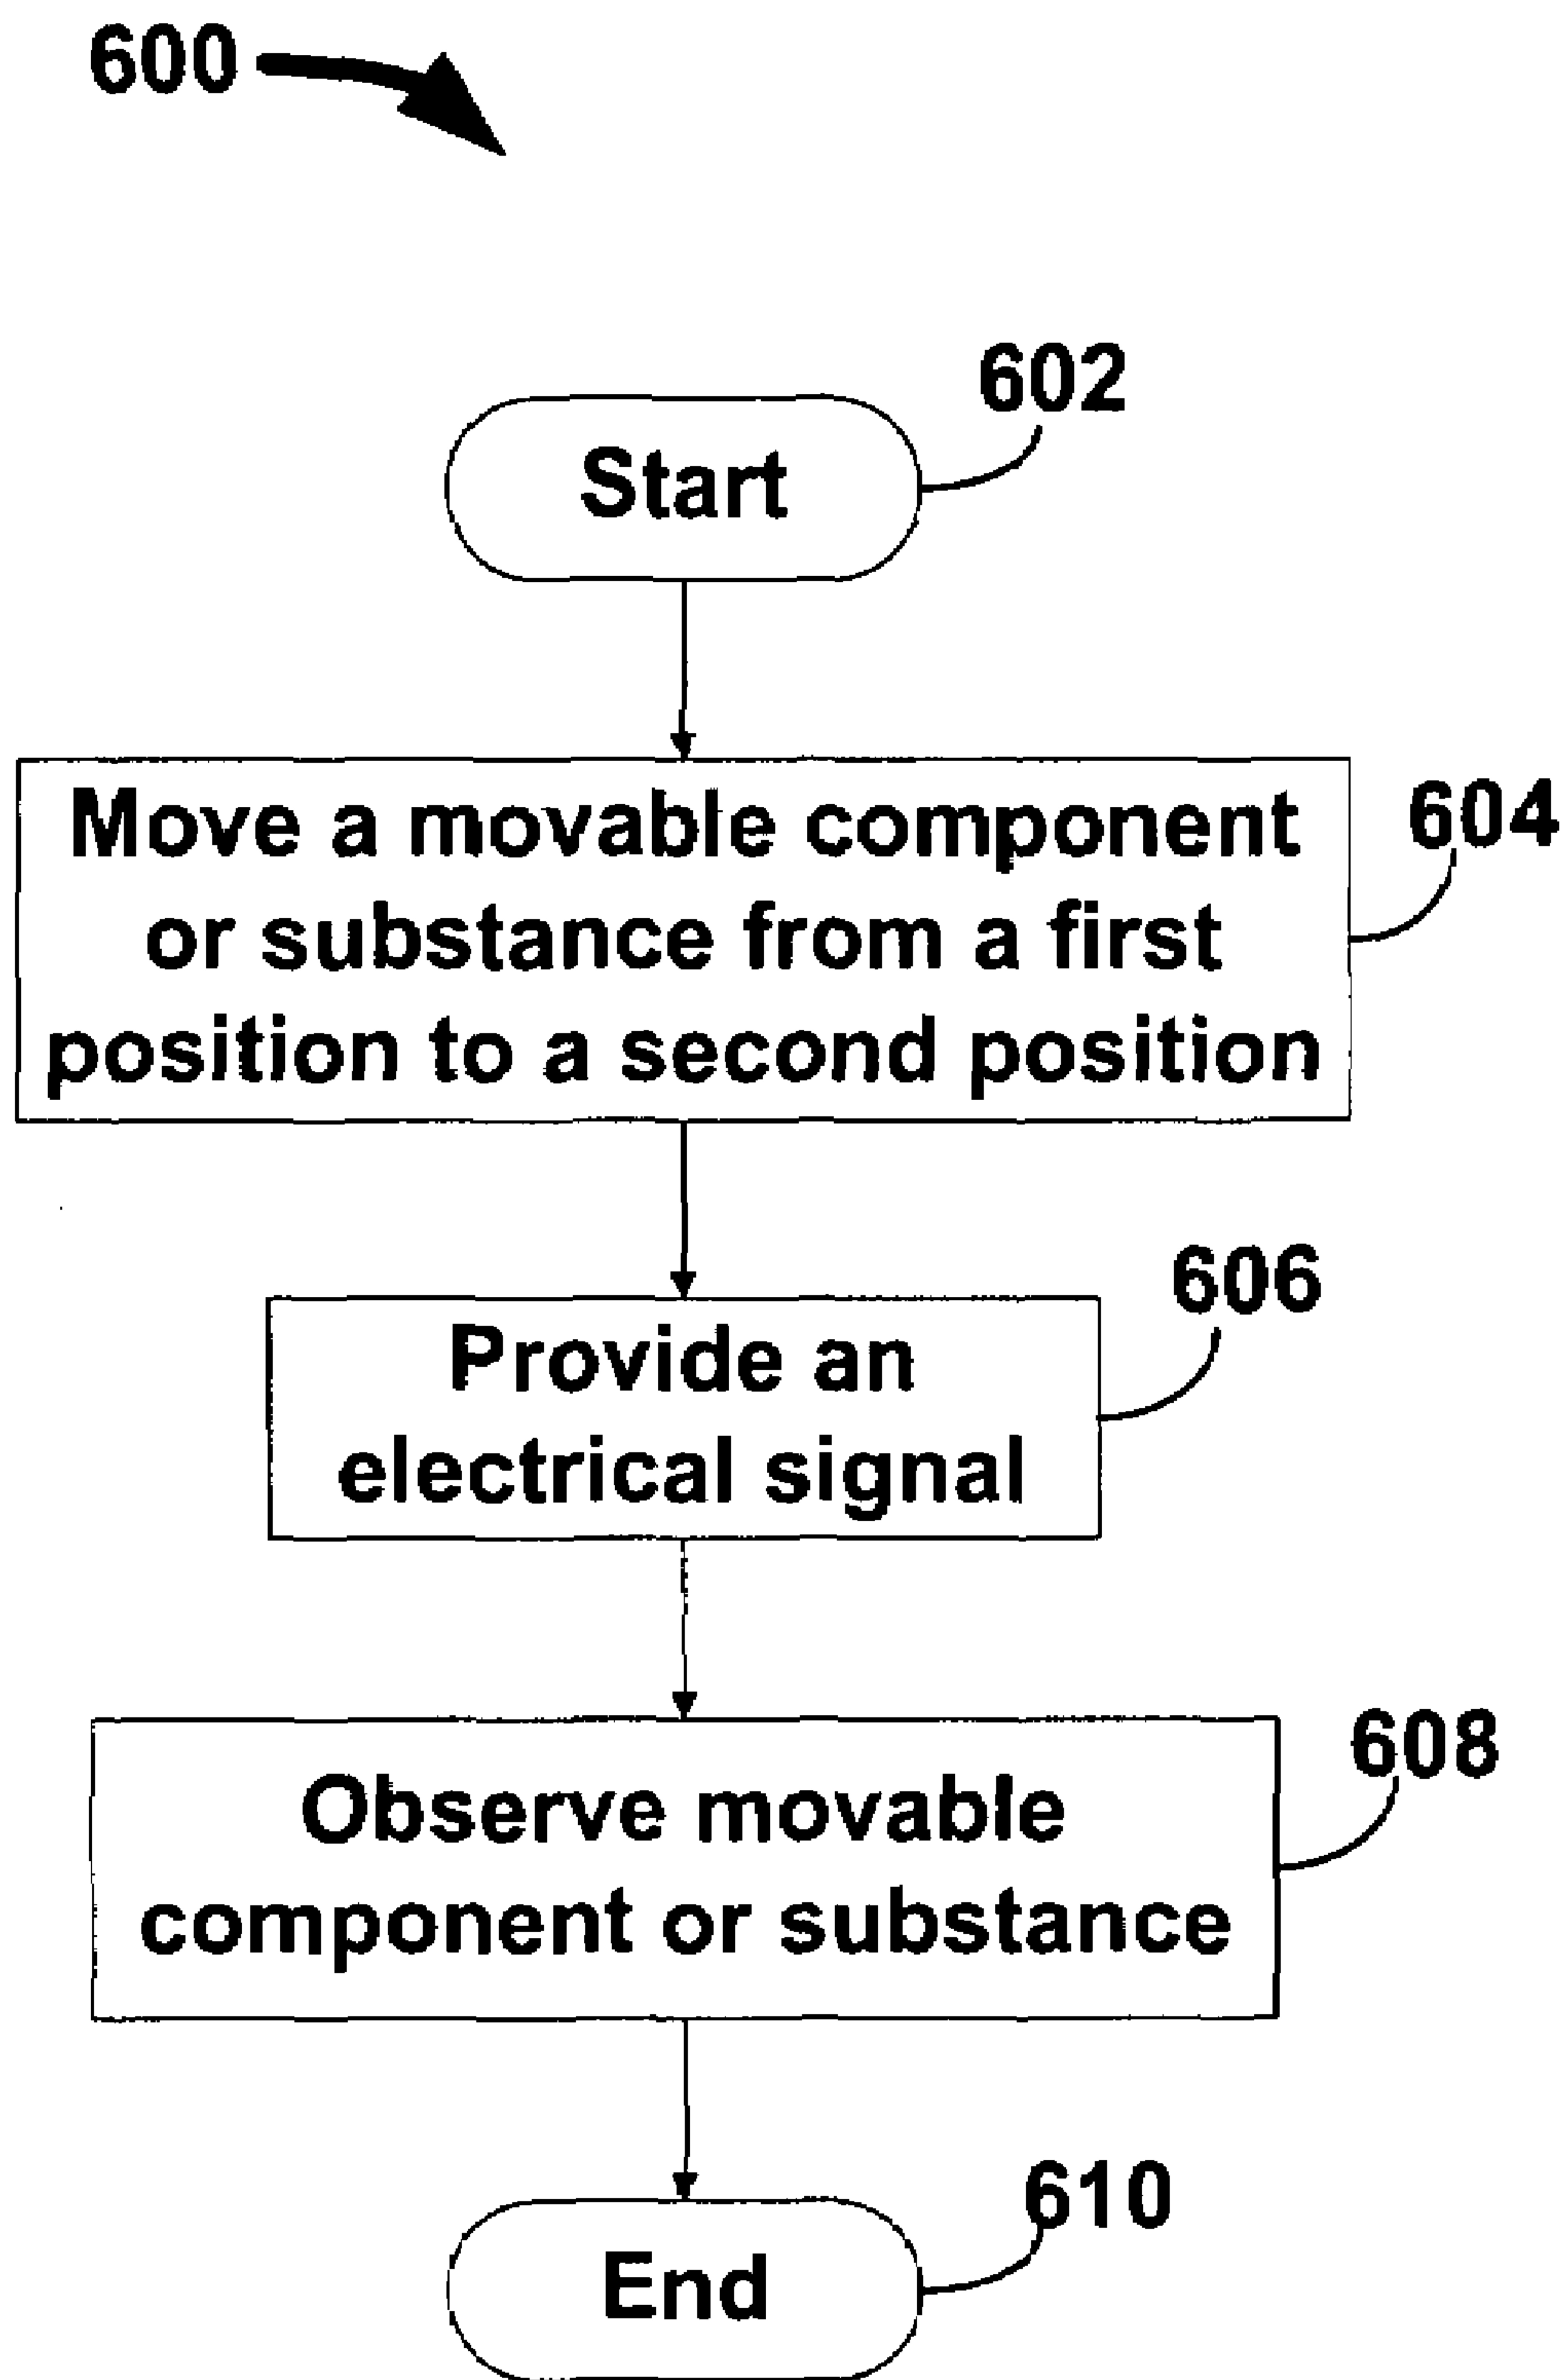 600
602
Start
604
Move a movable component
or substance from a first
position to a second position
606
Provide an
electrical signal
608
Observe movable
component or substance
610
End